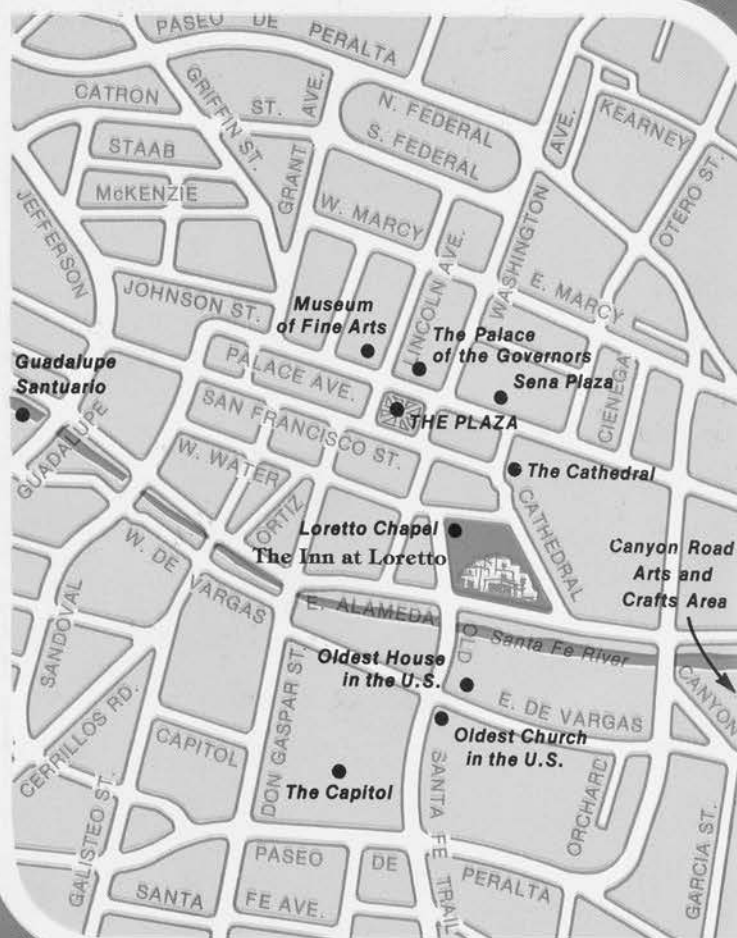 PASEO DE PERALTA
CATRON
GRIFFIN ST.
ST.
GRANT AVE.
N. FEDERAL
S. FEDERAL
AVE.
KEARNEY
STAAB
McKENZIE
OTERO ST.
JEFFERSON
W. MARCY
WASHINGTON
LINCOLN AVE.
E. MARCY
JOHNSON ST.
Museum
of Fine Arts
The Palace
of the Governors
Guadalupe
Santuario
PALACE AVE.
Sena Plaza
CIENEGA
SAN FRANCISCO ST.
THE PLAZA
GUADALUPE
W. WATER
The Cathedral
ORTIZ
Loretto Chapel
The Inn at Loretto
CATHEDRAL
Canyon Road
Arts and
Crafts Area
W. DE VARGAS
E. ALAMEDA
OLD
Santa Fe River
SANDOVAL
Oldest House
in the U.S.
E. DE VARGAS
CANYON
CERRILLOS RD.
CAPITOL
DON GASPAR ST.
Oldest Church
in the U.S.
The Capitol
SANTA FE TRAIL
ORCHARD
GALISTEO ST.
PASEO DE PERALTA
GARCIA ST.
SANTA FE AVE.